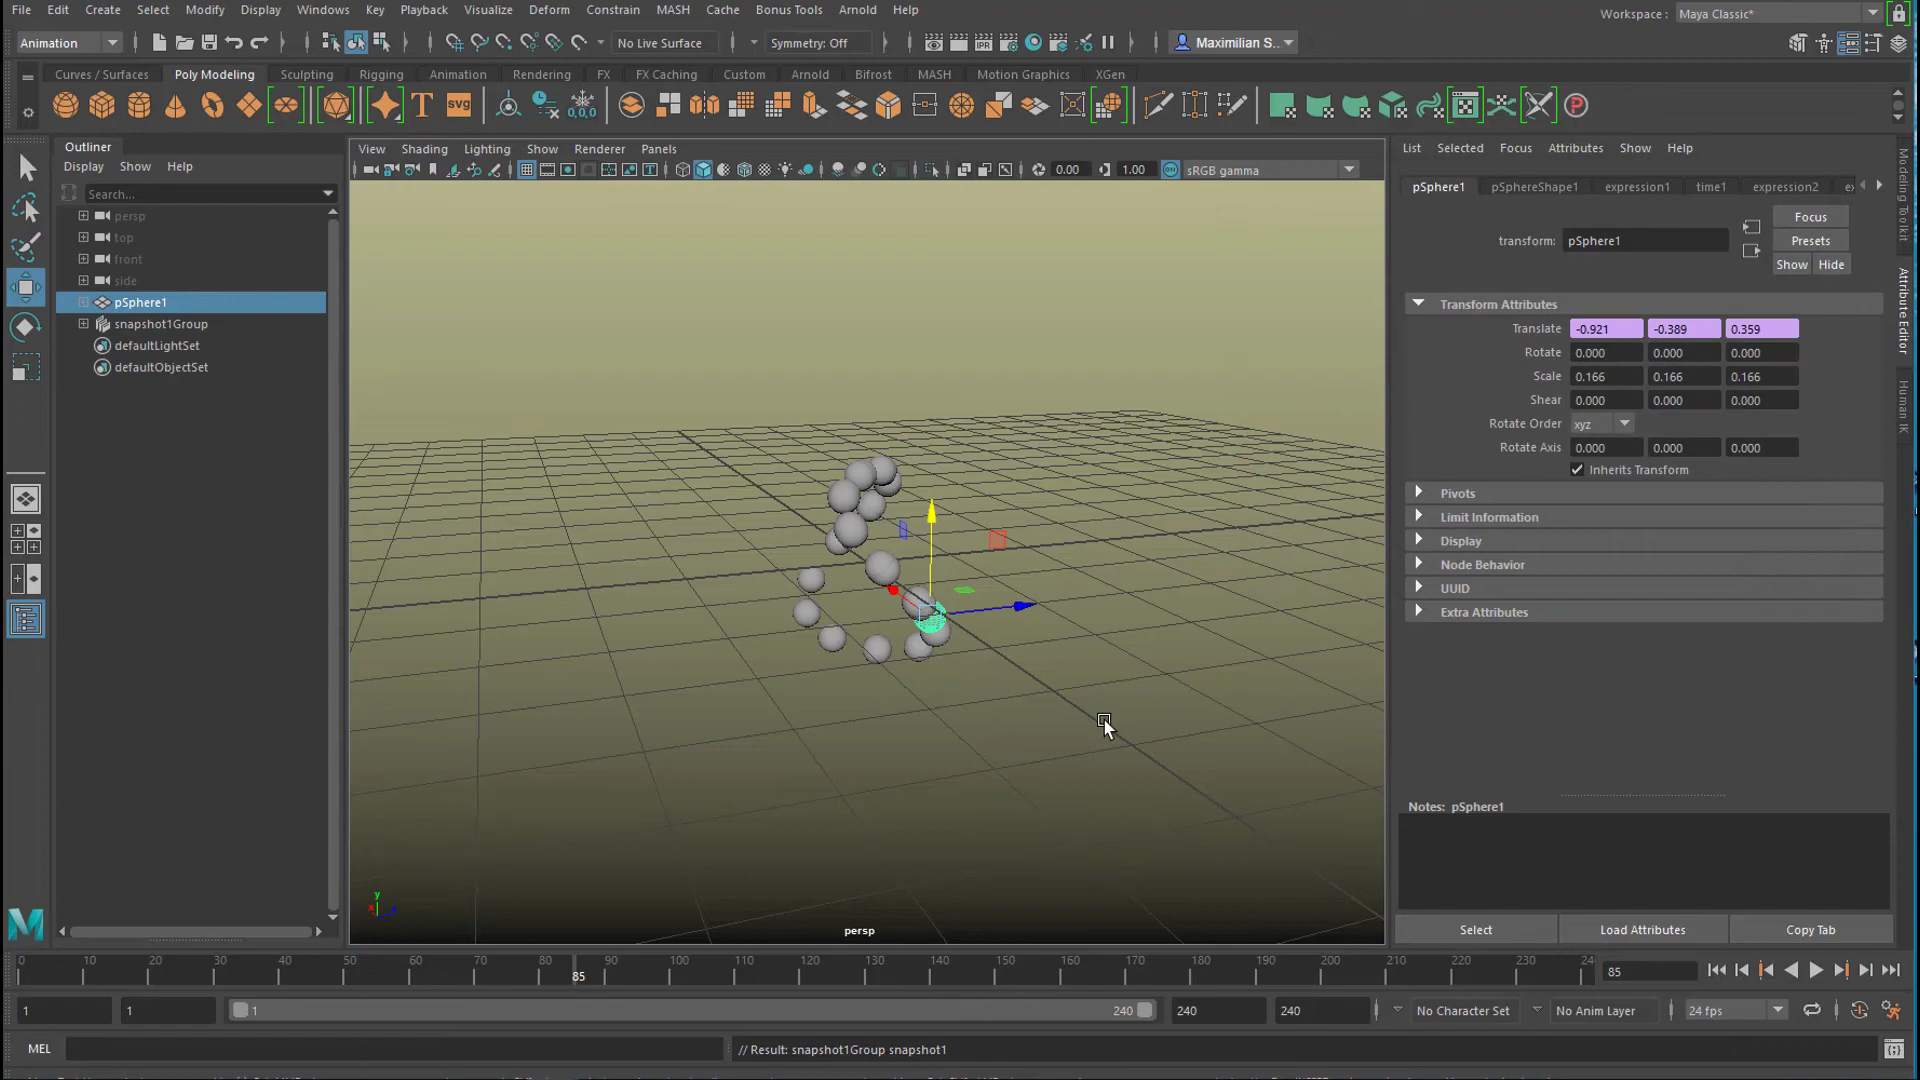 File Edit Create Select Modify Display Windows Key Playback Visualize Deform Constrain MASH Cache Bonus Tools Arnold Help
Workspace : Maya Classic*
Animation No Live Surface Symmetry: Off Maximilian S...
Curves / Surfaces Poly Modeling Sculpting Rigging Animation Rendering FX FX Caching Custom Arnold Bifrost MASH Motion Graphics XGen
Outliner
Display Show Help
Search...
persp
top
front
side
pSphere1
snapshot1Group
defaultLightSet
defaultObjectSet
View Shading Lighting Show Renderer Panels
0.00 1.00 sRGB gamma
persp
List Selected Focus Attributes Show Help
pSphere1 pSphereShape1 expression1 time1 expression2
Focus
transform: pSphere1 Presets
Show Hide
Transform Attributes
Translate -0.921 -0.389 0.359
Rotate 0.000 0.000 0.000
Scale 0.166 0.166 0.166
Shear 0.000 0.000 0.000
Rotate Order xyz
Rotate Axis 0.000 0.000 0.000
Inherits Transform
Pivots
Limit Information
Display
Node Behavior
UUID
Extra Attributes
Notes: pSphere1
Select Load Attributes Copy Tab
Modeling Toolkit
Attribute Editor
Human IK
0 10 20 30 40 50 60 70 80 85 90 100 110 120 130 140 150 160 170 180 190 200 210 220 230 24
85
1 1 1 240 240 240 No Character Set No Anim Layer 24 fps
MEL // Result: snapshot1Group snapshot1